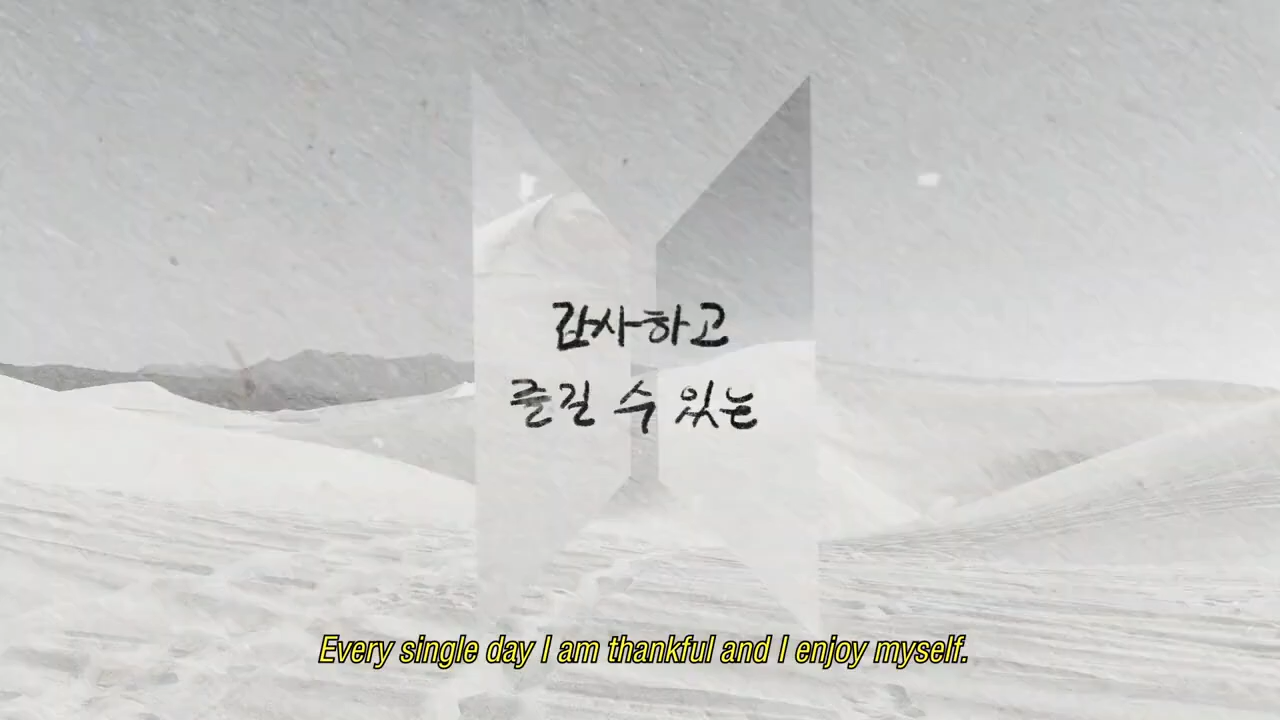 감사하고
즐길 수 있는
Every single day I am thankful and I enjoy myself.